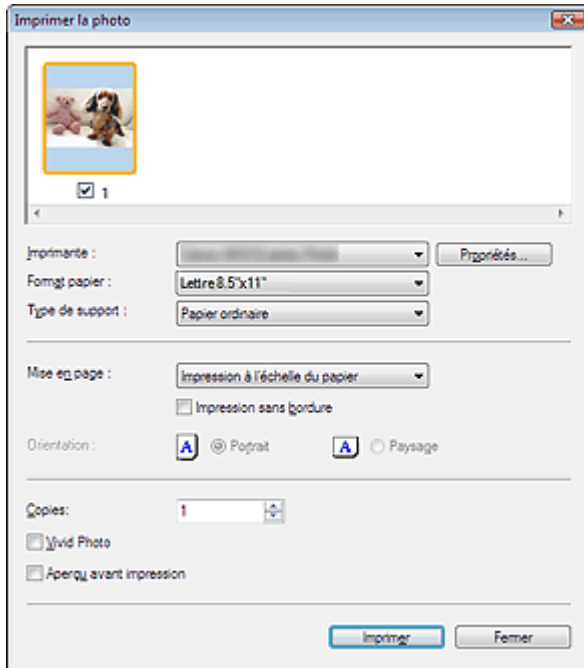 Imprimer la photo
1
Imprimante :
Propriétés...
Format papier :
Lettre 8.5"x11"
Type de support :
Papier ordinaire
Mise en page :
Impression à l'échelle du papier
Impression sans bordure
Orientation :
A
Portrait
A
Paysage
Copies:
1
Vivid Photo
Aperçu avant impression
Imprimer
Fermer